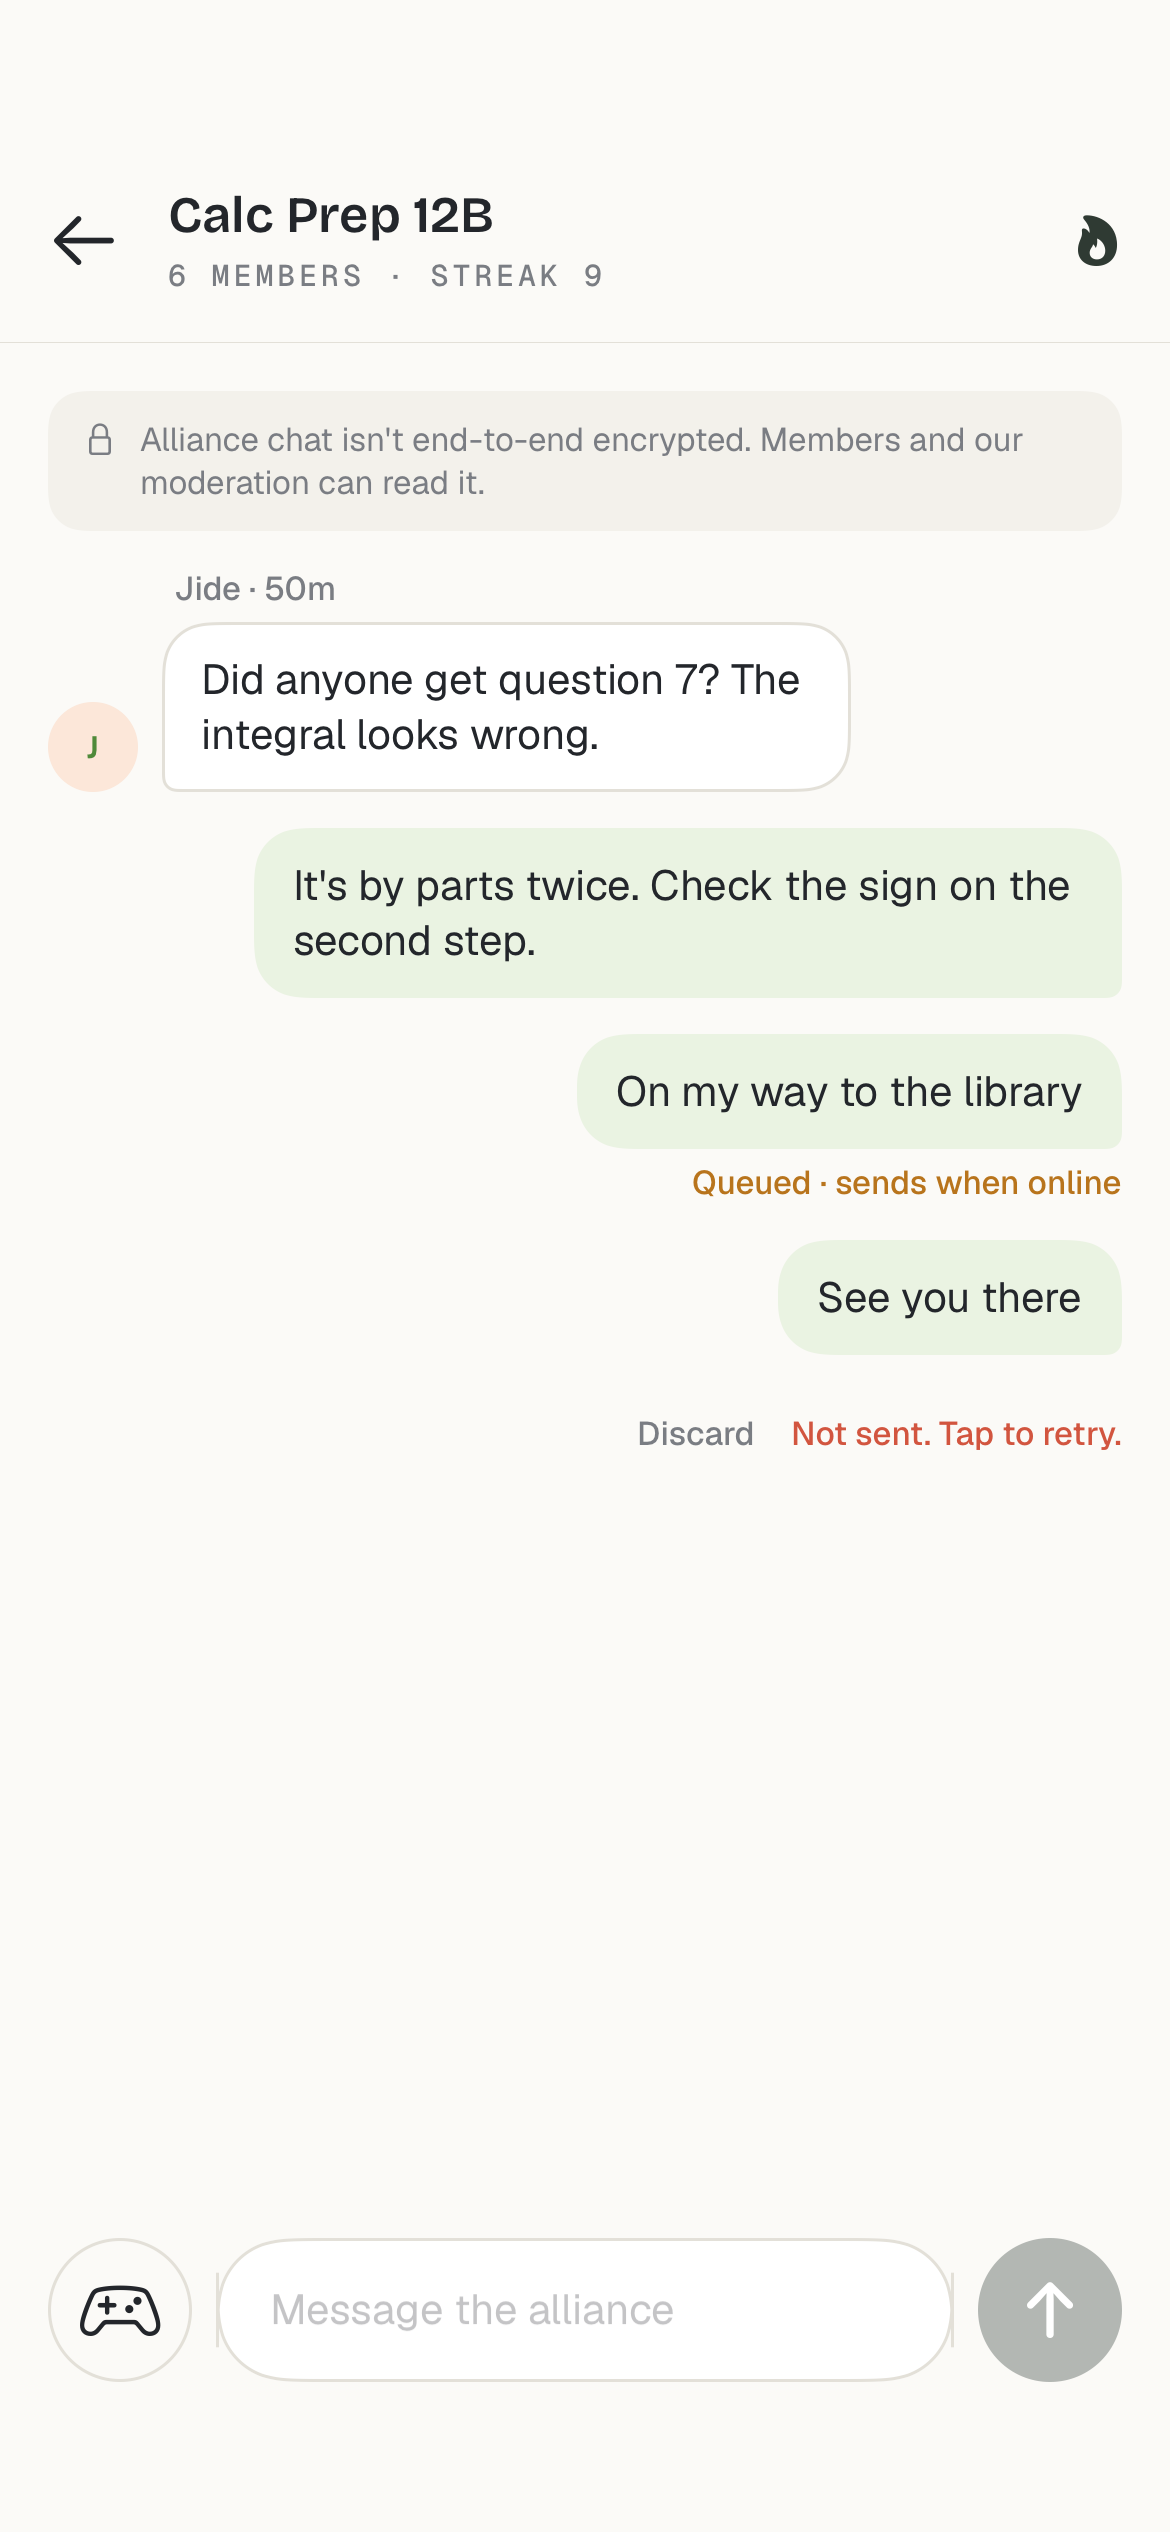 Calc Prep 12B
6 MEMBERS · STREAK 9
Alliance chat isn't end-to-end encrypted. Members and our
moderation can read it.
Jide · 50m
Did anyone get question 7? The
integral looks wrong.
J
It's by parts twice. Check the sign on the
second step.
On my way to the library
Queued · sends when online
See you there
Discard Not sent. Tap to retry.
Message the alliance